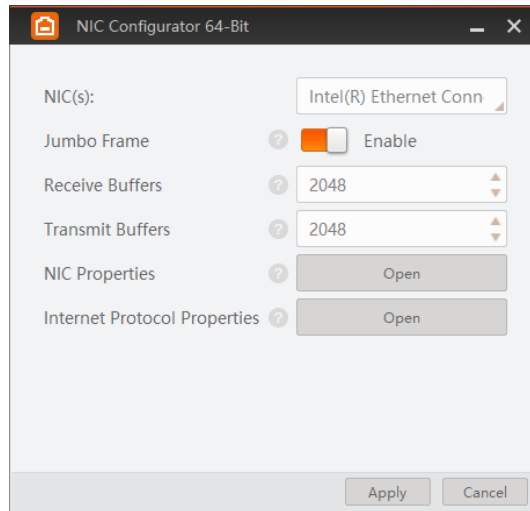 NIC Configurator 64-Bit
NIC(s): Intel(R) Ethernet Conn
Jumbo Frame ? Enable
Receive Buffers ? 2048
Transmit Buffers ? 2048
NIC Properties ? Open
Internet Protocol Properties ? Open
Apply Cancel